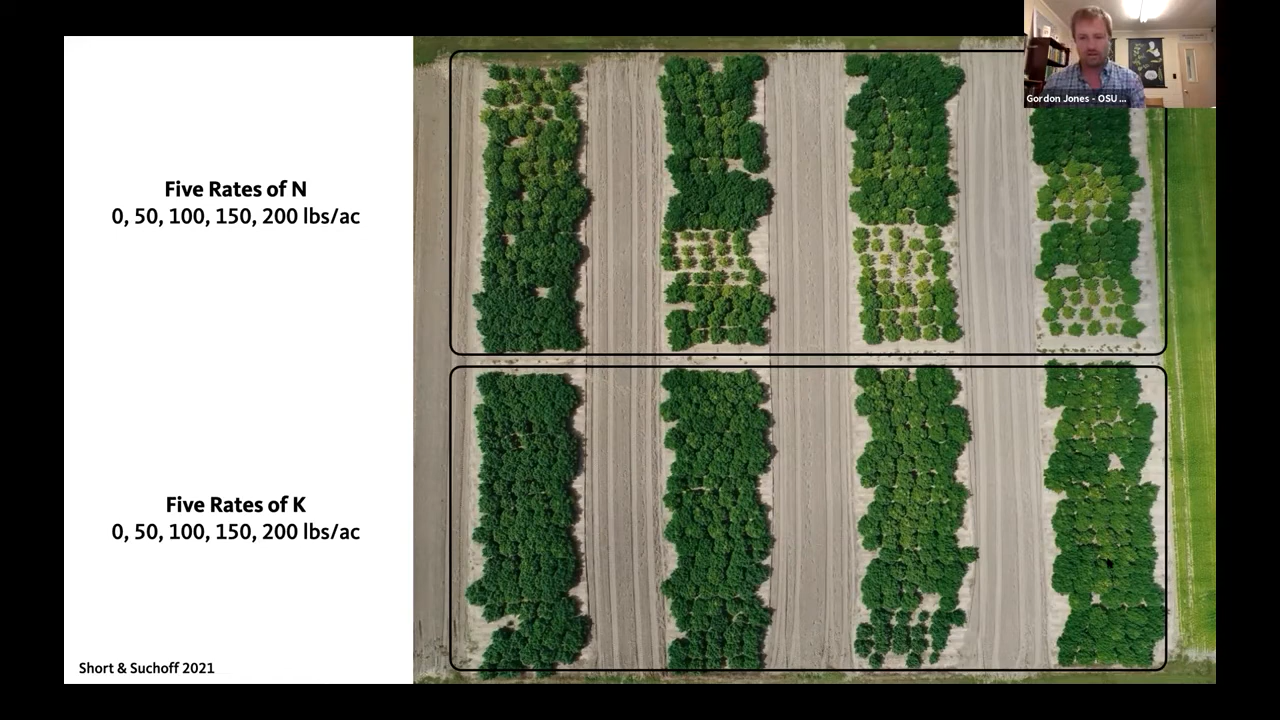 Five Rates of N
0, 50, 100, 150, 200 lbs/ac
Five Rates of K
0, 50, 100, 150, 200 lbs/ac
Short & Suchoff 2021
Gordon Jones - OSU ...